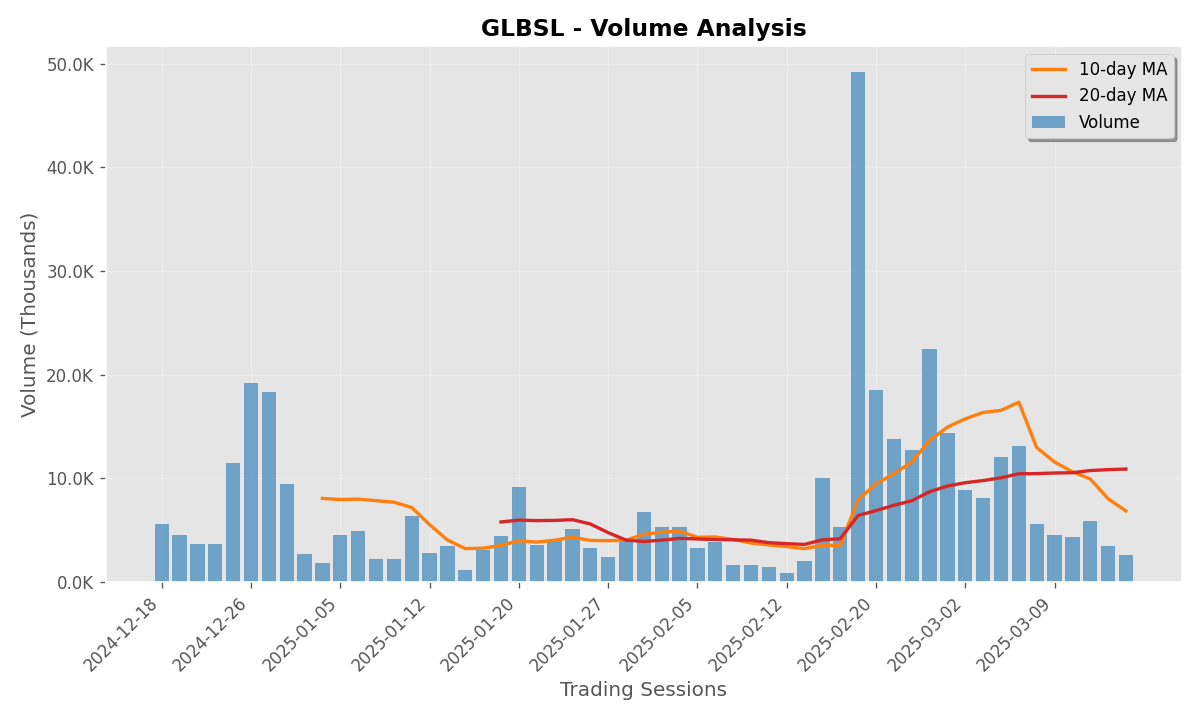 GLBSL - Volume Analysis
10-day MA
20-day MA
Volume
Volume (Thousands)
50.0K
40.0K
30.0K
20.0K
10.0K
0.0K
2024-12-18
2024-12-26
2025-01-05
2025-01-12
2025-01-20
2025-01-27
2025-02-05
2025-02-12
2025-02-20
2025-03-02
2025-03-09
Trading Sessions